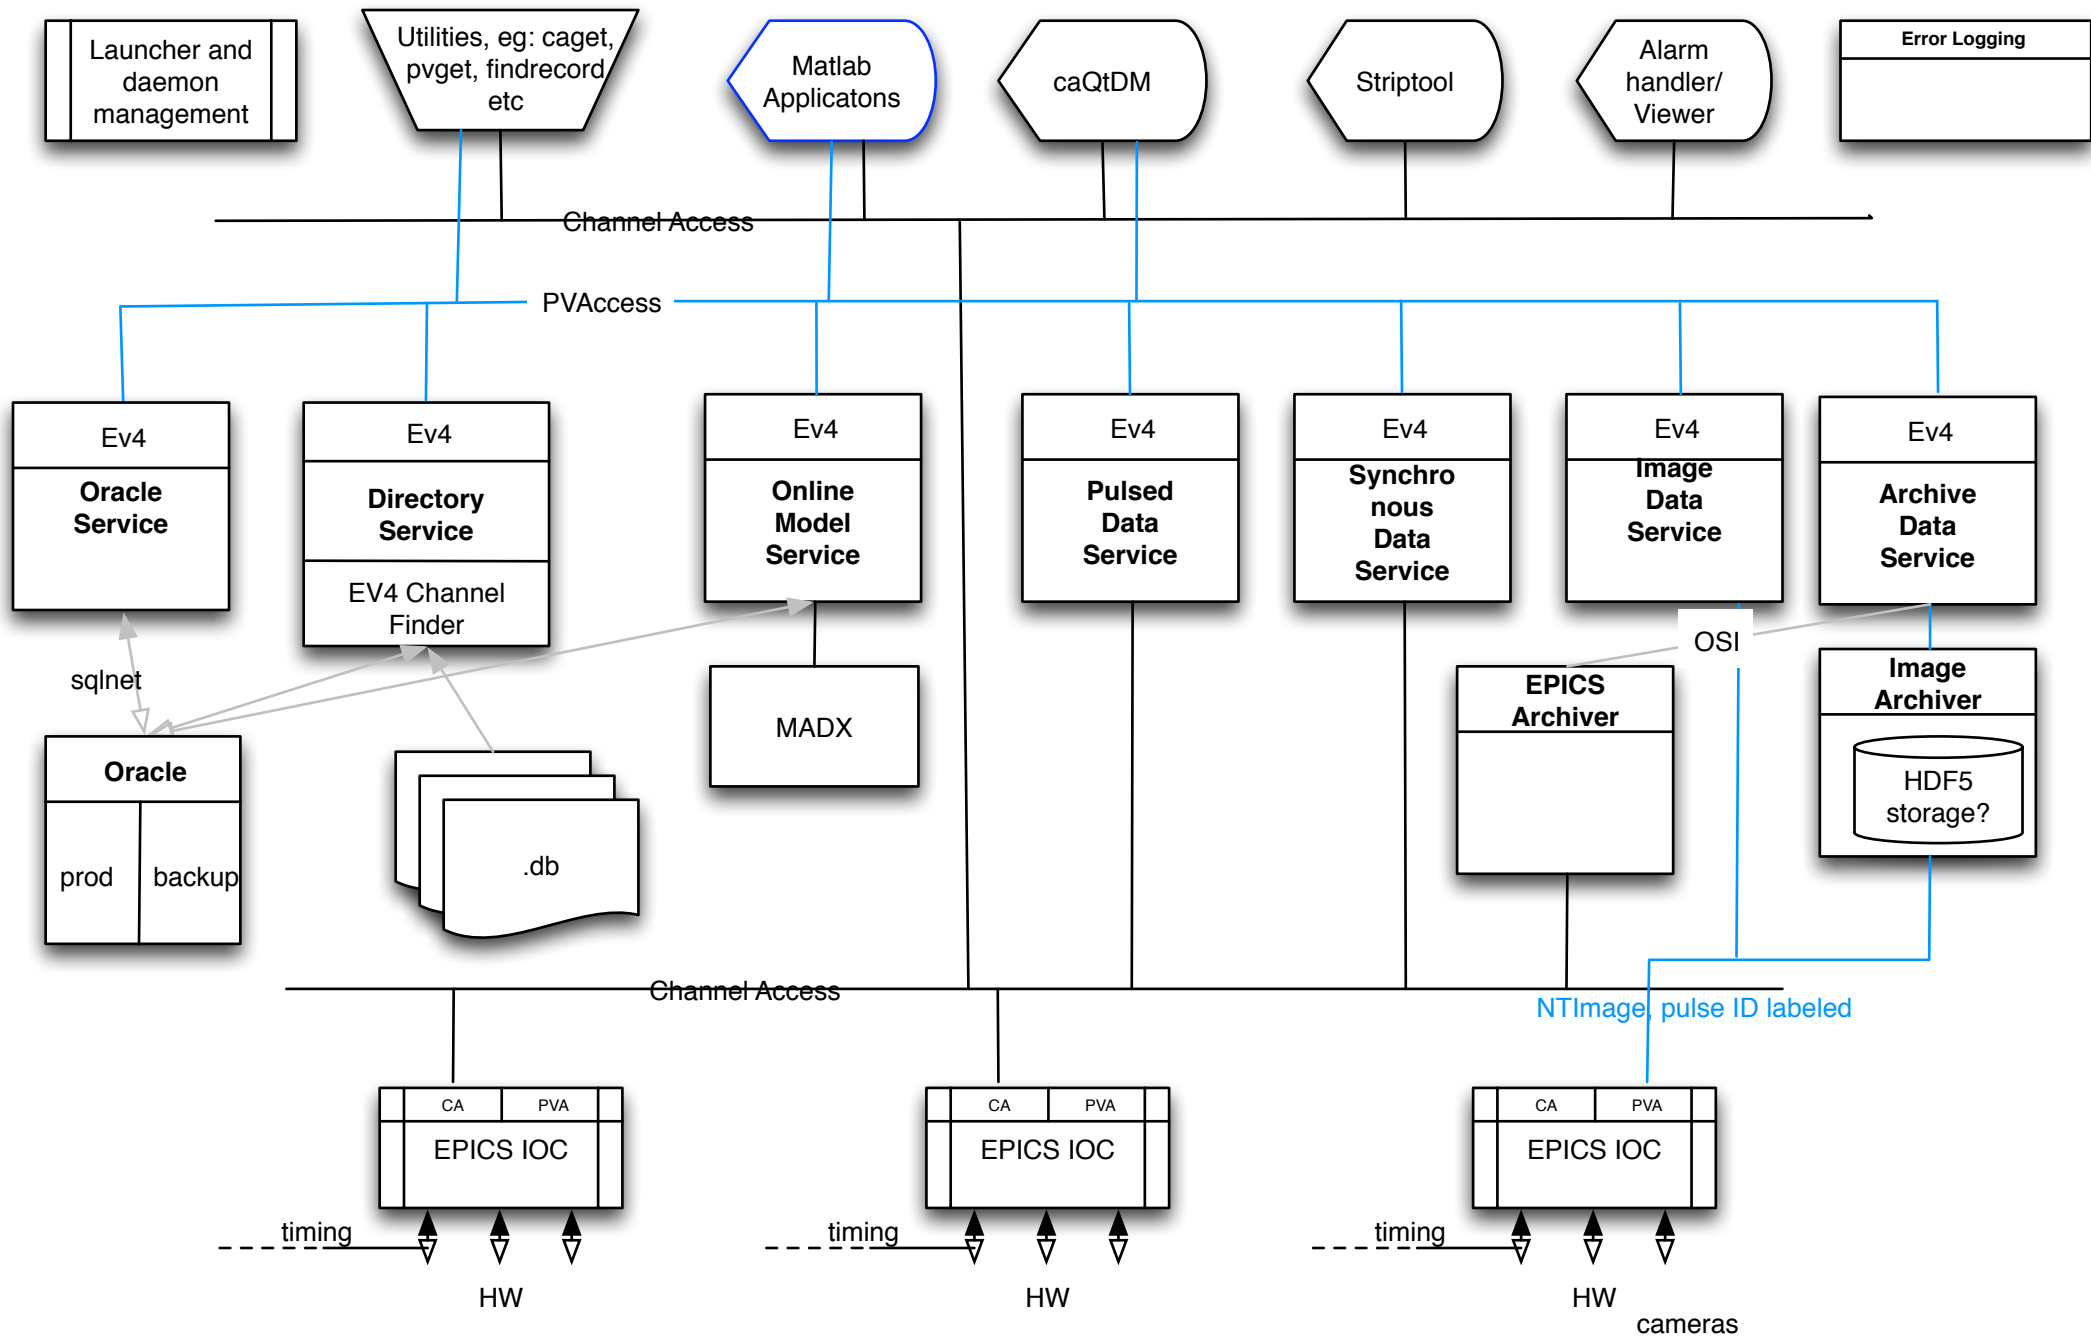 Launcher and
daemon
management
Utilities, eg: caget,
pvget, findrecord
etc
Matlab
Applicatons
caQtDM
Striptool
Alarm
handler/
Viewer
Error Logging
Channel Access
PVAccess
Ev4
Oracle
Service
Ev4
Directory
Service
EV4 Channel
Finder
Ev4
Online
Model
Service
Ev4
Pulsed
Data
Service
Ev4
Synchro
nous
Data
Service
Ev4
Image
Data
Service
Ev4
Archive
Data
Service
sqlnet
OSI
Oracle
prod
backup
.db
MADX
EPICS
Archiver
Image
Archiver
HDF5
storage?
Channel Access
NTImage, pulse ID labeled
CA
PVA
EPICS IOC
timing
HW
CA
PVA
EPICS IOC
timing
HW
CA
PVA
EPICS IOC
timing
HW
cameras